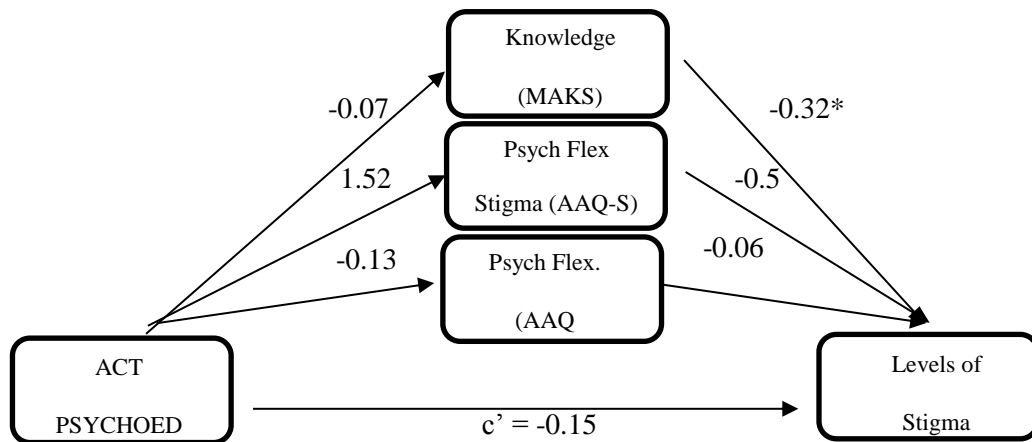 Knowledge
(MAKS)
-0.07
-0.32*
Psych Flex
Stigma (AAQ-S)
1.52
-0.5
-0.13
Psych Flex.
(AAQ
-0.06
ACT
PSYCHOED
Levels of
Stigma
c’ = -0.15